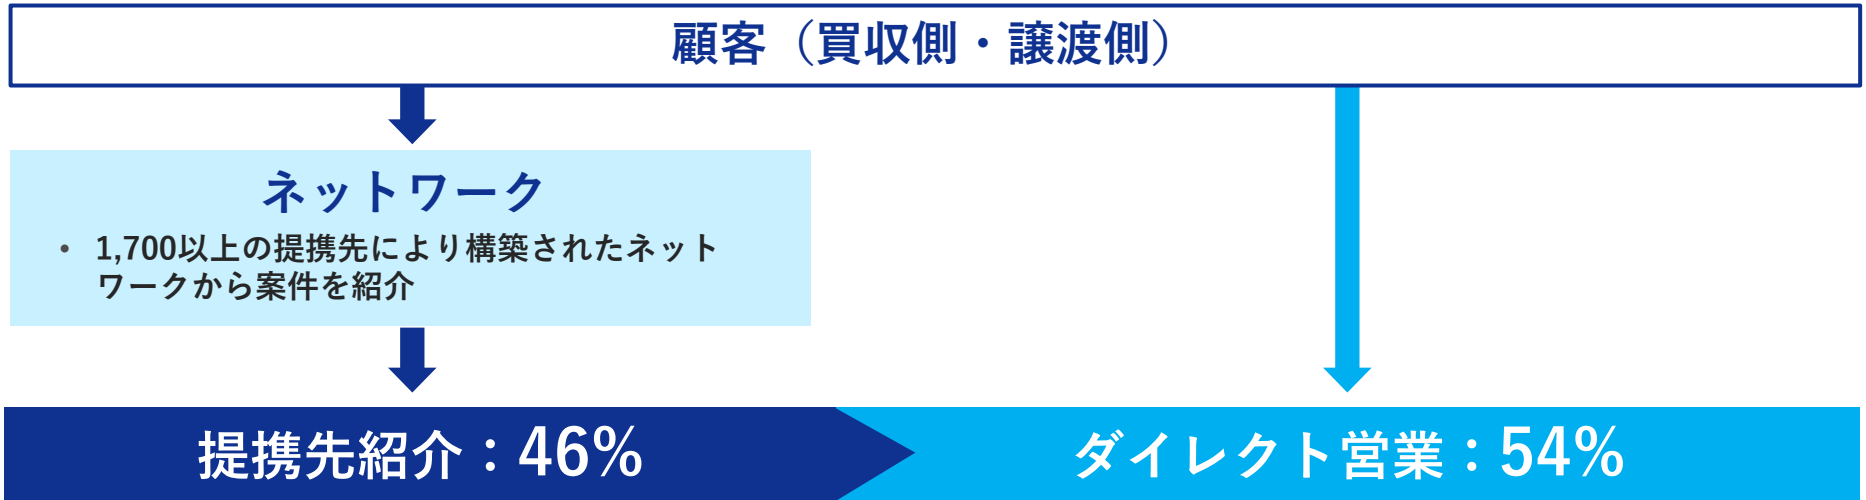 顧客（買収側・譲渡側）
ネットワーク
• 1,700以上の提携先により構築されたネット
ワークから案件を紹介
提携先紹介：46%
ダイレクト営業：54%